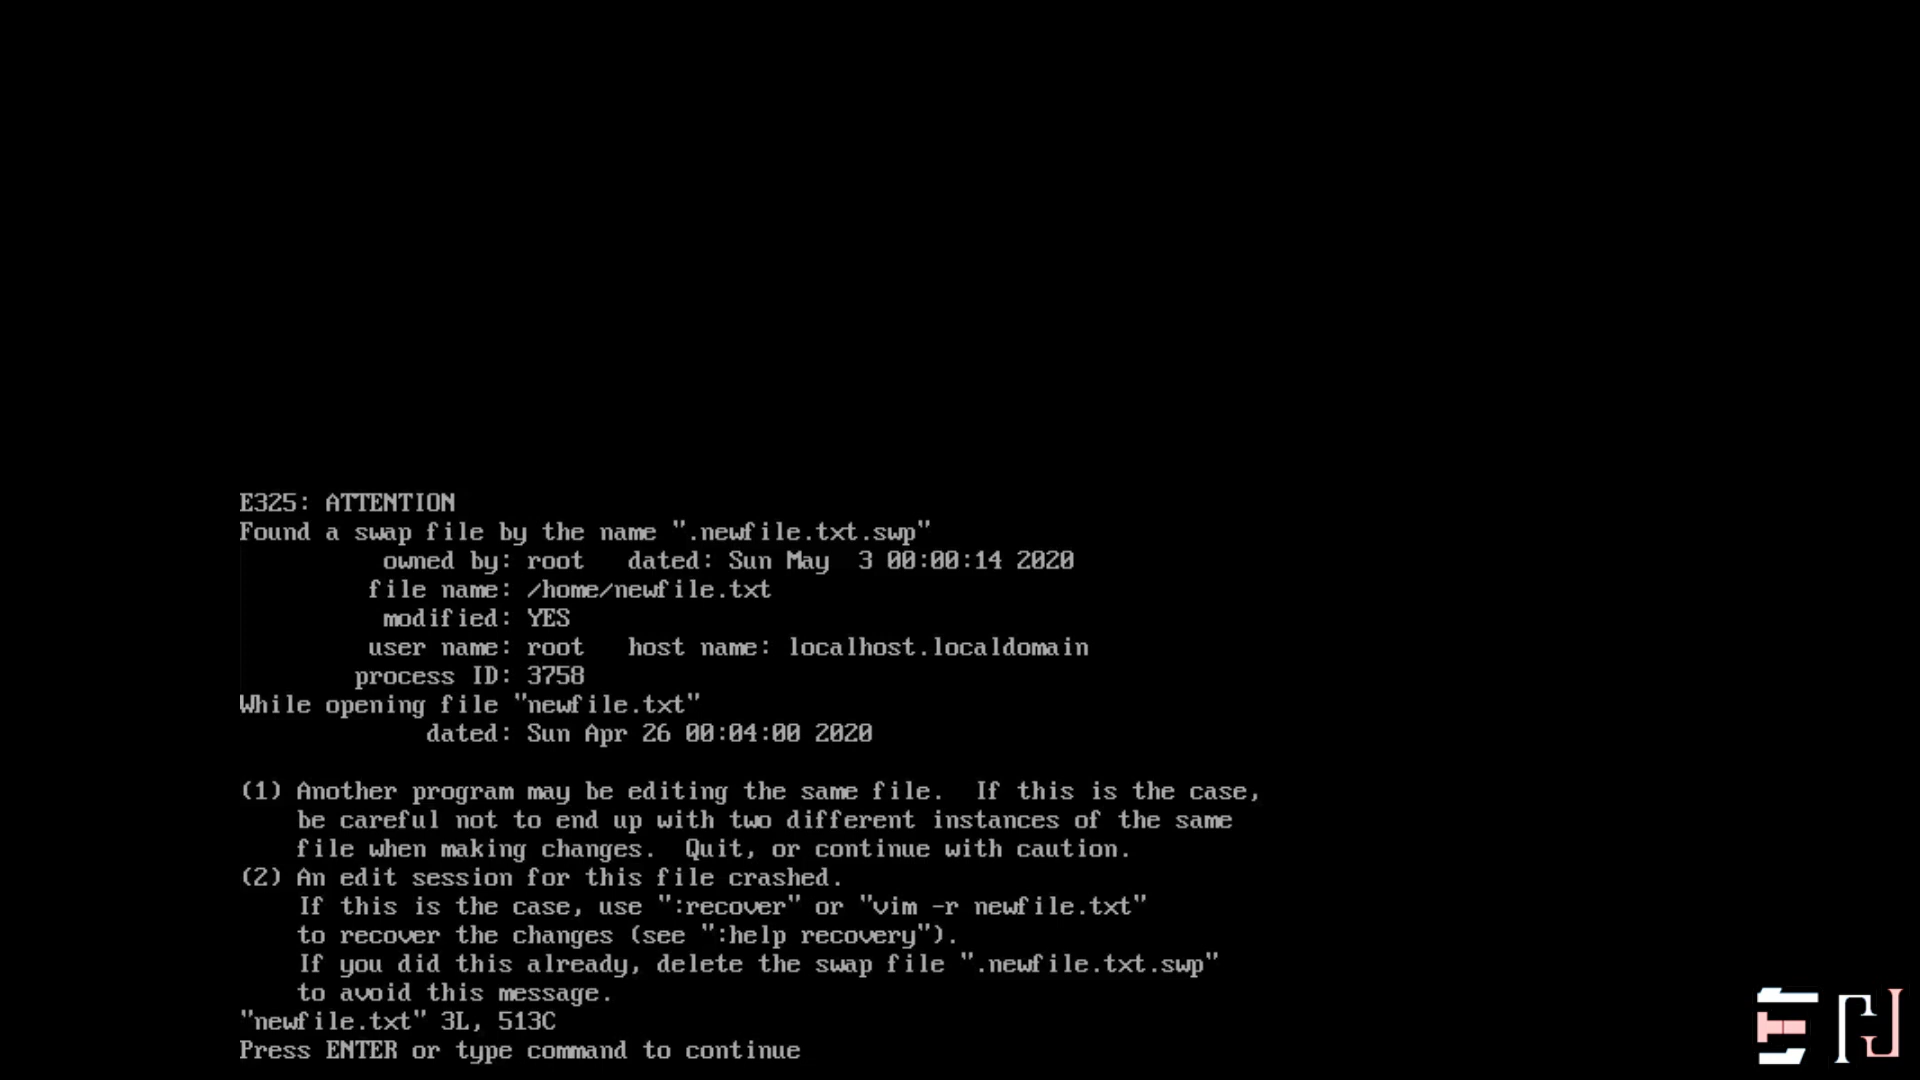 E325: ATTENTION
Found a swap file by the name ".newfile.txt.swp"
owned by: root   dated: Sun May  3 00:00:14 2020
file name: /home/newfile.txt
modified: YES
user name: root   host name: localhost.localdomain
process ID: 3758
While opening file "newfile.txt"
dated: Sun Apr 26 00:04:00 2020
(1) Another program may be editing the same file.  If this is the case,
be careful not to end up with two different instances of the same
file when making changes.  Quit, or continue with caution.
(2) An edit session for this file crashed.
If this is the case, use ":recover" or "vim -r newfile.txt"
to recover the changes (see ":help recovery").
If you did this already, delete the swap file ".newfile.txt.swp"
to avoid this message.
"newfile.txt" 3L, 513C
Press ENTER or type command to continue